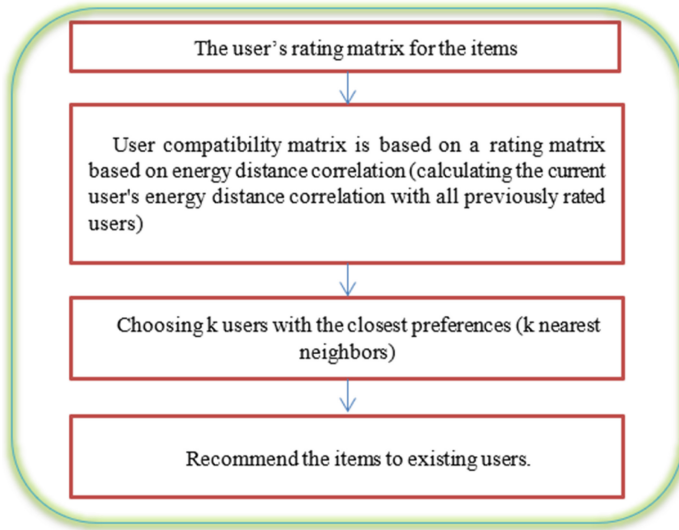 The user’s rating matrix for the items
User compatibility matrix is based on a rating matrix
based on energy distance correlation (calculating the current
user's energy distance correlation with all previously rated
users)
Choosing k users with the closest preferences (k nearest
neighbors)
Recommend the items to existing users.